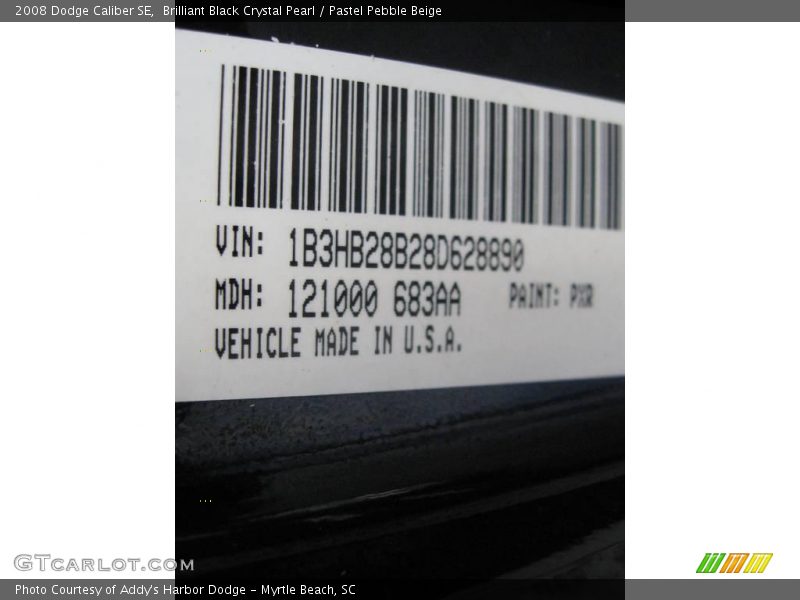 2008 Dodge Caliber SE,  Brilliant Black Crystal Pearl / Pastel Pebble Beige
VIN: 1B3HB28B28D628890
MDH: 121000 683AA PAINT: PXR
VEHICLE MADE IN U.S.A.
GTCARLOT.COM
Photo Courtesy of Addy's Harbor Dodge - Myrtle Beach, SC